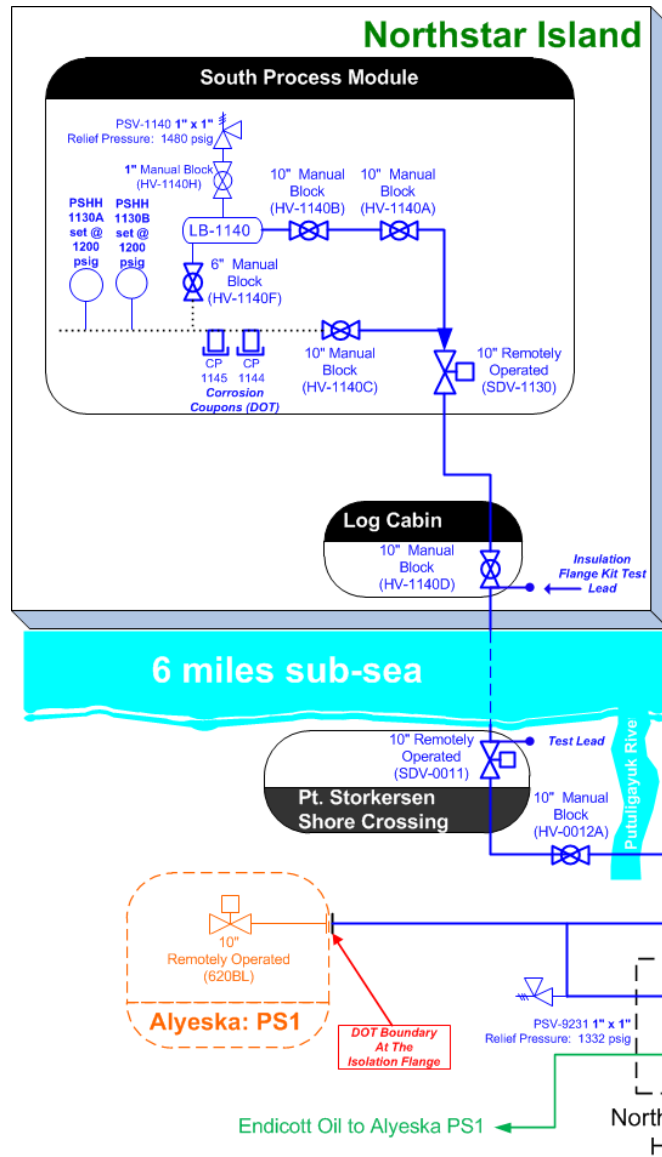 Northstar Island
South Process Module
PSV-1140 1" x 1"
Relief Pressure: 1480 psig
1" Manual Block
(HV-1140H)
10" Manual
Block
(HV-1140B)
10" Manual
Block
(HV-1140A)
PSHH
1130A
set @
1200
psig
PSHH
1130B
set @
1200
psig
LB-1140
6" Manual
Block
(HV-1140F)
CP
1145
CP
1144
Corrosion
Coupons (DOT)
10" Manual
Block
(HV-1140C)
10" Remotely
Operated
(SDV-1130)
Log Cabin
10" Manual
Block
(HV-1140D)
Insulation
Flange Kit Test
Lead
6 miles sub-sea
10" Remotely
Operated
(SDV-0011)
Test Lead
Pt. Storkersen
Shore Crossing
10" Manual
Block
(HV-0012A)
Putuligayuk River
10"
Remotely Operated
(620BL)
Alyeska: PS1
DOT Boundary
At The
Isolation Flange
PSV-9231 1" x 1"
Relief Pressure: 1332 psig
Endicott Oil to Alyeska PS1
North
H